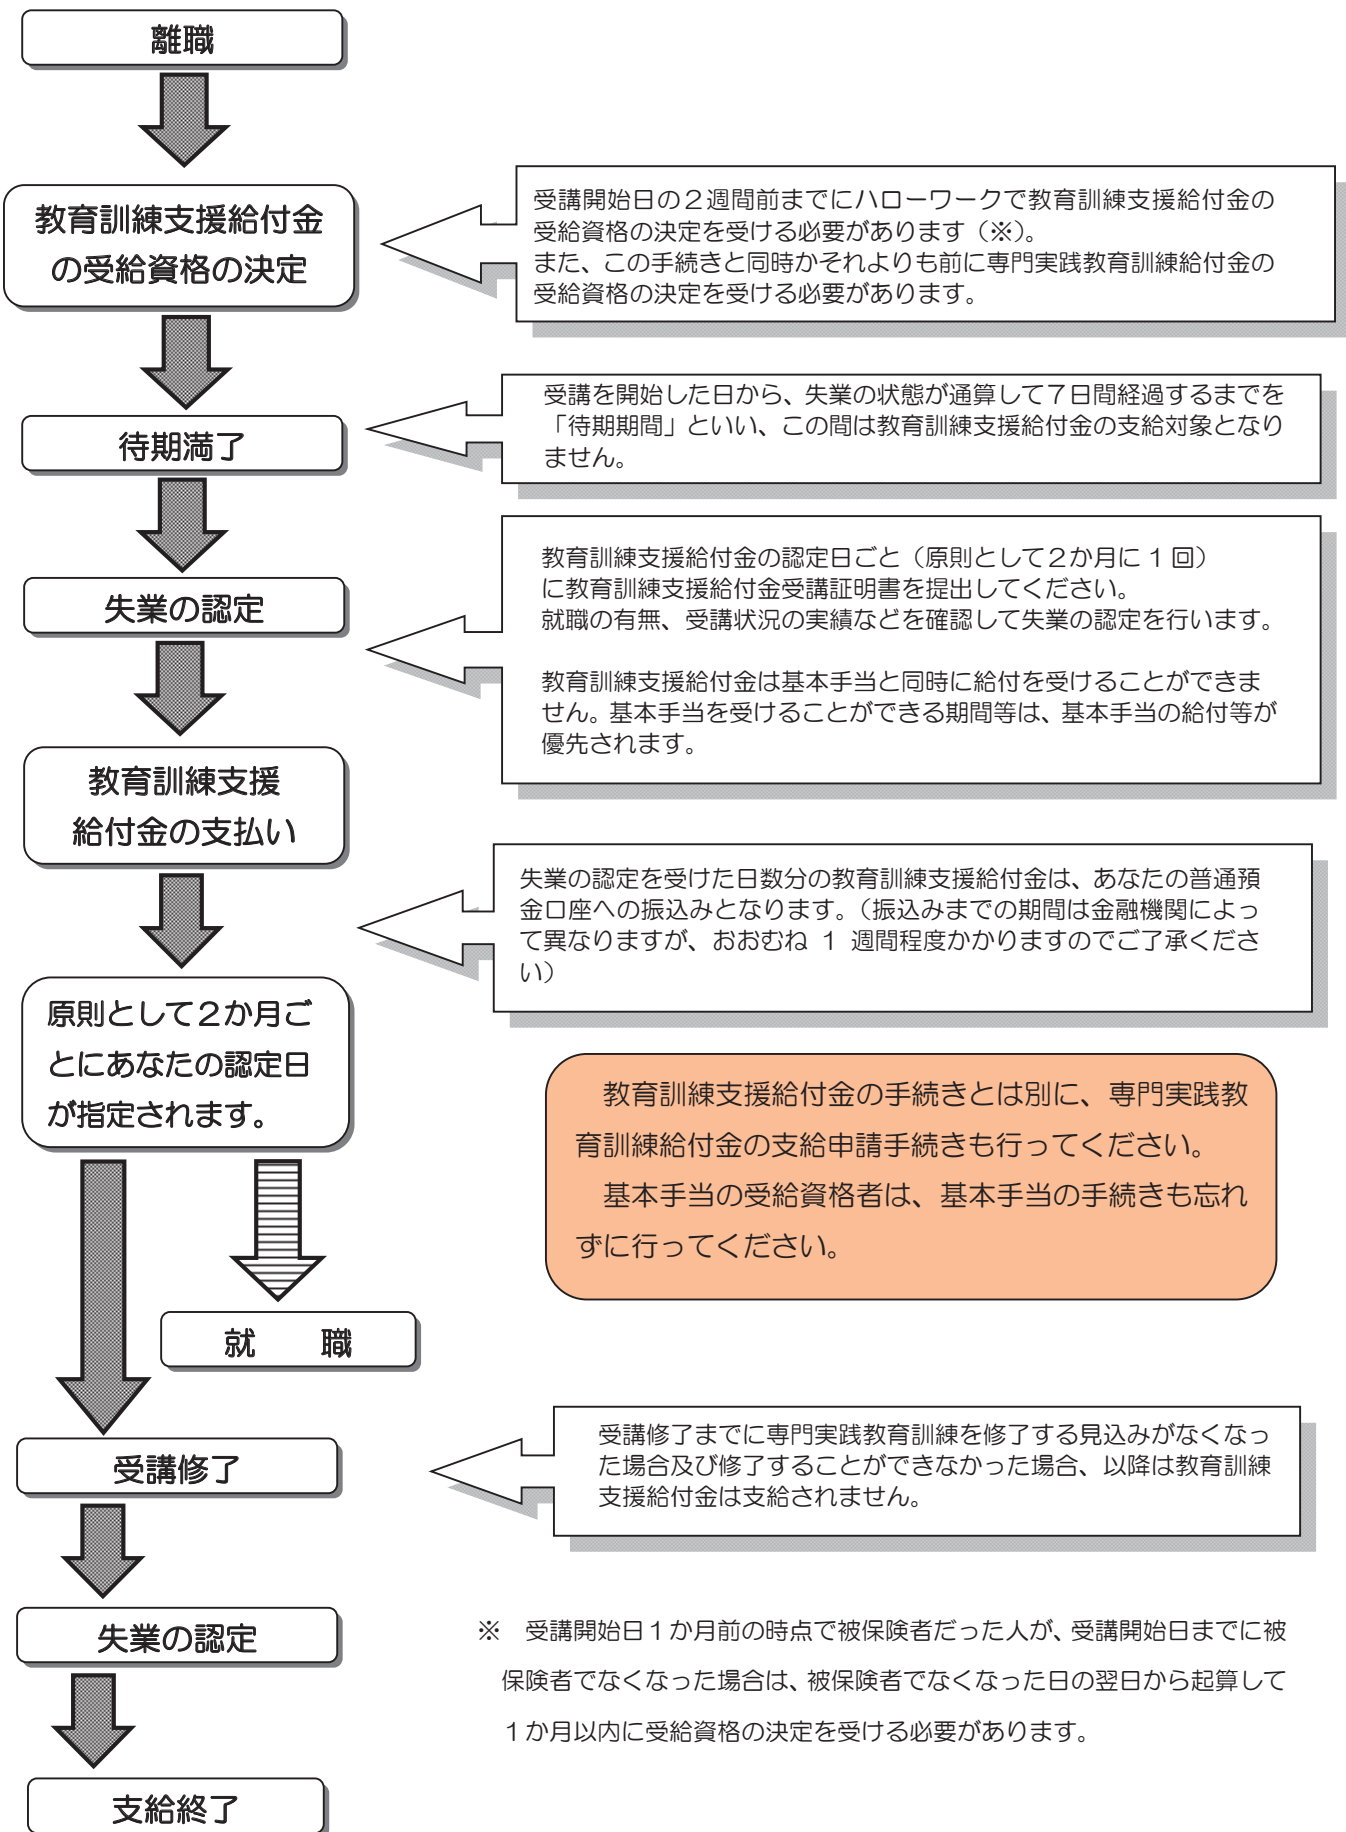 離職
教育訓練支援給付金
の受給資格の決定
受講開始日の２週間前までにハローワークで教育訓練支援給付金の
受給資格の決定を受ける必要があります（※）。
また、この手続きと同時かそれよりも前に専門実践教育訓練給付金の
受給資格の決定を受ける必要があります。
待期満了
受講を開始した日から、失業の状態が通算して７日間経過するまでを
「待期期間」といい、この間は教育訓練支援給付金の支給対象となり
ません。
失業の認定
教育訓練支援給付金の認定日ごと（原則として２か月に 1 回）
に教育訓練支援給付金受講証明書を提出してください。
就職の有無、受講状況の実績などを確認して失業の認定を行います。
教育訓練支援給付金は基本手当と同時に給付を受けることができま
せん。基本手当を受けることができる期間等は、基本手当の給付等が
優先されます。
教育訓練支援
給付金の支払い
失業の認定を受けた日数分の教育訓練支援給付金は、あなたの普通預
金口座への振込みとなります。（振込みまでの期間は金融機関によっ
て異なりますが、おおむね 1 週間程度かかりますのでご了承くださ
い）
原則として２か月ご
とにあなたの認定日
が指定されます。
教育訓練支援給付金の手続きとは別に、専門実践教
育訓練給付金の支給申請手続きも行ってください。
基本手当の受給資格者は、基本手当の手続きも忘れ
ずに行ってください。
就　　職
受講修了
受講修了までに専門実践教育訓練を修了する見込みがなくなっ
た場合及び修了することができなかった場合、以降は教育訓練
支援給付金は支給されません。
失業の認定
※　受講開始日１か月前の時点で被保険者だった人が、受講開始日までに被
保険者でなくなった場合は、被保険者でなくなった日の翌日から起算して
１か月以内に受給資格の決定を受ける必要があります。
支給終了